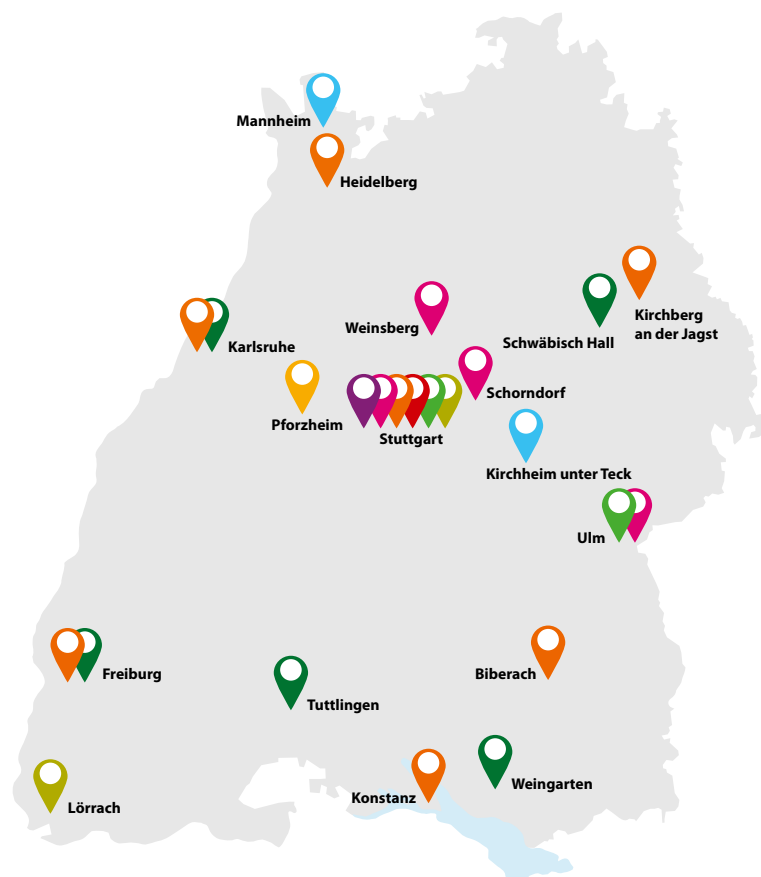 Mannheim
Heidelberg
Kirchberg
an der Jagst
Weinsberg
Schwäbisch Hall
Karlsruhe
Schorndorf
Pforzheim
Stuttgart
Kirchheim unter Teck
Ulm
Freiburg
Biberach
Tuttlingen
Weingarten
Konstanz
Lörrach